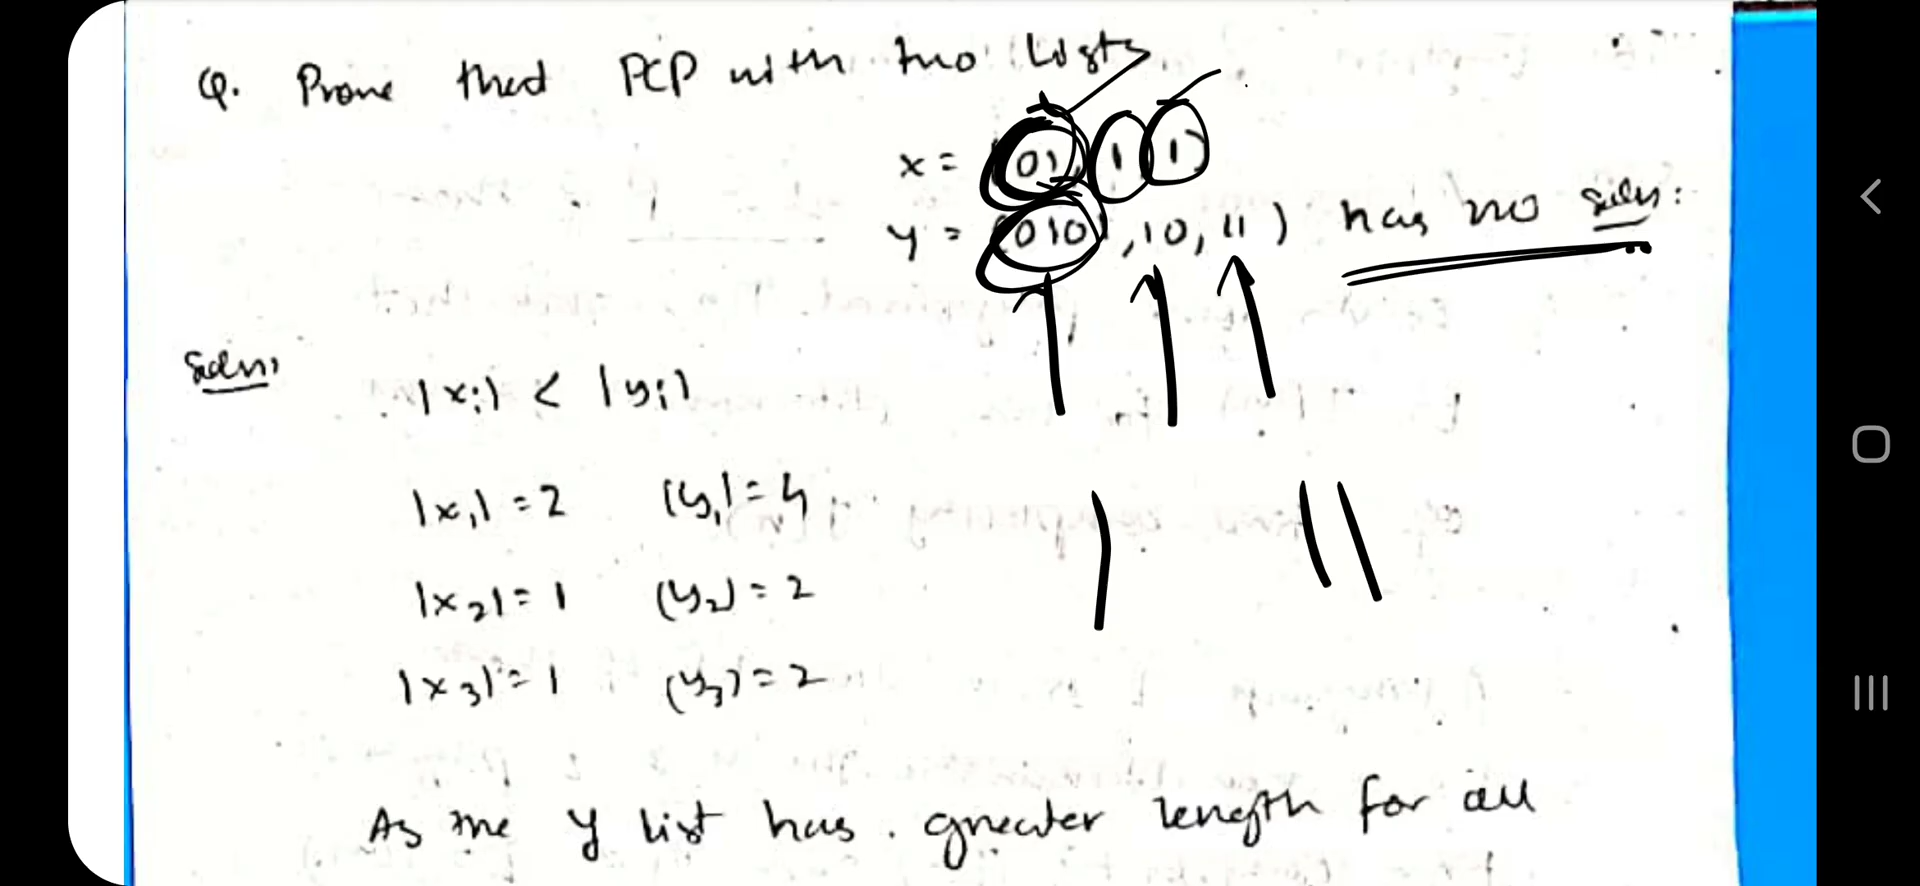 Q. Prove that PCP with two Lists
x = (01, 1, 1)
y = (0101, 10, 11) has no soln:
Soln:
|xi| < |yi|
|x1| = 2 |y1| = 4
|x2| = 1 (y2) = 2
|x3| = 1 (y3) = 2
As the y list has greater length for all